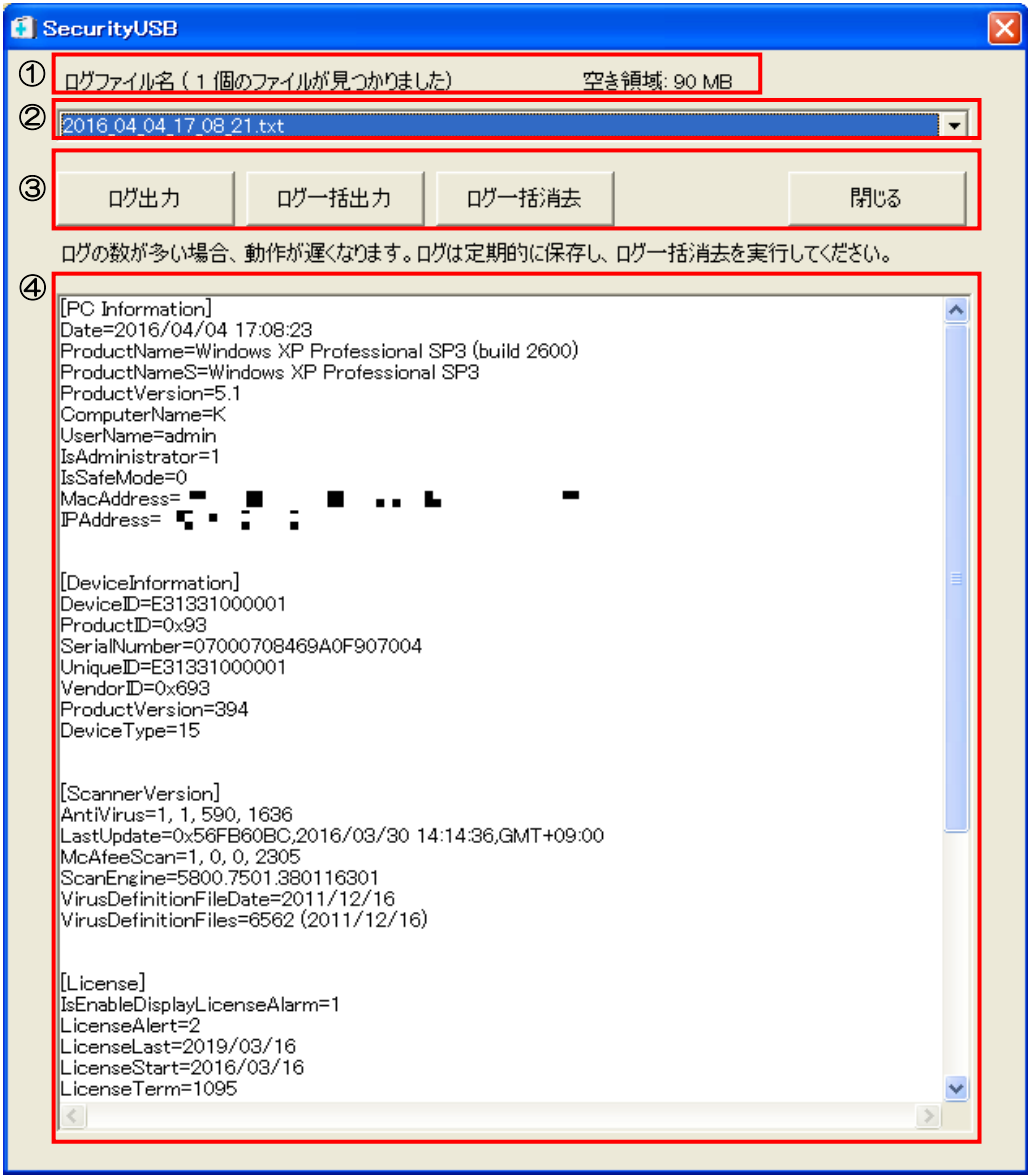 SecurityUSB
① ログファイル名 ( 1 個のファイルが見つかりました) 空き領域: 90 MB
② 2016_04_04_17_08_21.txt
③ ログ出力 ログ一括出力 ログ一括消去 閉じる
ログの数が多い場合、動作が遅くなります。ログは定期的に保存し、ログ一括消去を実行してください。
④
[PC Information]
Date=2016/04/04 17:08:23
ProductName=Windows XP Professional SP3 (build 2600)
ProductNameS=Windows XP Professional SP3
ProductVersion=5.1
ComputerName=K
UserName=admin
IsAdministrator=1
IsSafeMode=0
MacAddress=
IPAddress=
[DeviceInformation]
DeviceID=E31331000001
ProductID=0x93
SerialNumber=07000708469A0F907004
UniqueID=E31331000001
VendorID=0x693
ProductVersion=394
DeviceType=15
[ScannerVersion]
AntiVirus=1, 1, 590, 1636
LastUpdate=0x56FB60BC,2016/03/30 14:14:36,GMT+09:00
McAfeeScan=1, 0, 0, 2305
ScanEngine=5800.7501.380116301
VirusDefinitionFileDate=2011/12/16
VirusDefinitionFiles=6562 (2011/12/16)
[License]
IsEnableDisplayLicenseAlarm=1
LicenseAlert=2
LicenseLast=2019/03/16
LicenseStart=2016/03/16
LicenseTerm=1095